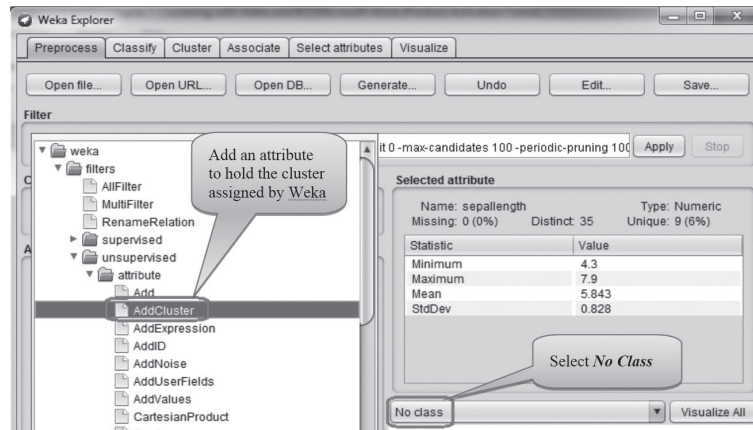 Weka Explorer
Preprocess Classify Cluster Associate Select attributes Visualize
Open file... Open URL... Open DB... Generate... Undo Edit... Save...
Filter
it 0 -max-candidates 100 -periodic-pruning 100 Apply Stop
weka
filters
AllFilter
MultiFilter
RenameRelation
supervised
unsupervised
attribute
Add
AddCluster
AddExpression
AddID
AddNoise
AddUserFields
AddValues
CartesianProduct
Add an attribute
to hold the cluster
assigned by Weka
Selected attribute
Name: sepallength Type: Numeric
Missing: 0 (0%) Distinct: 35 Unique: 9 (6%)
Statistic Value
Minimum 4.3
Maximum 7.9
Mean 5.843
StdDev 0.828
Select No Class
No class Visualize All